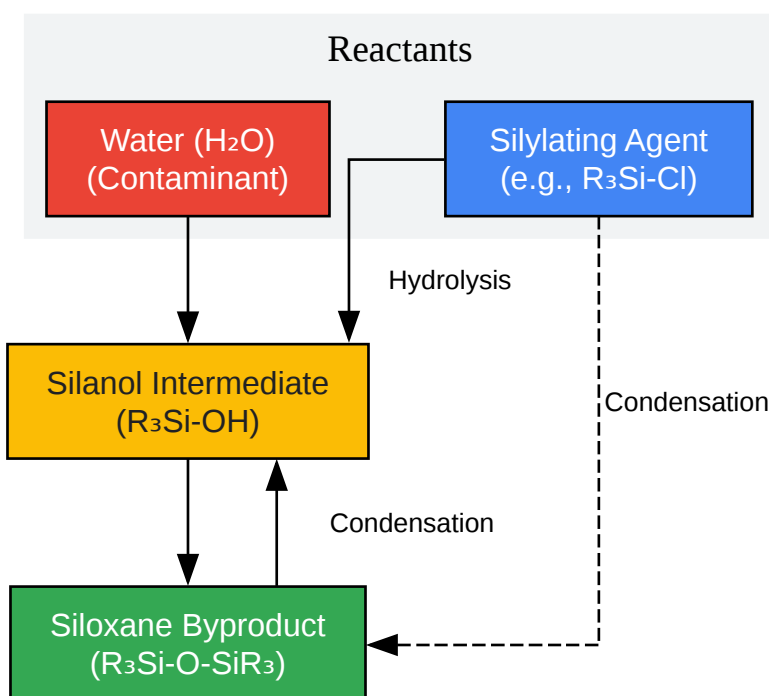 Reactants
Water (H₂O)
(Contaminant)
Silylating Agent
(e.g., R₃Si-Cl)
Hydrolysis
Silanol Intermediate
(R₃Si-OH)
Condensation
Condensation
Siloxane Byproduct
(R₃Si-O-SiR₃)